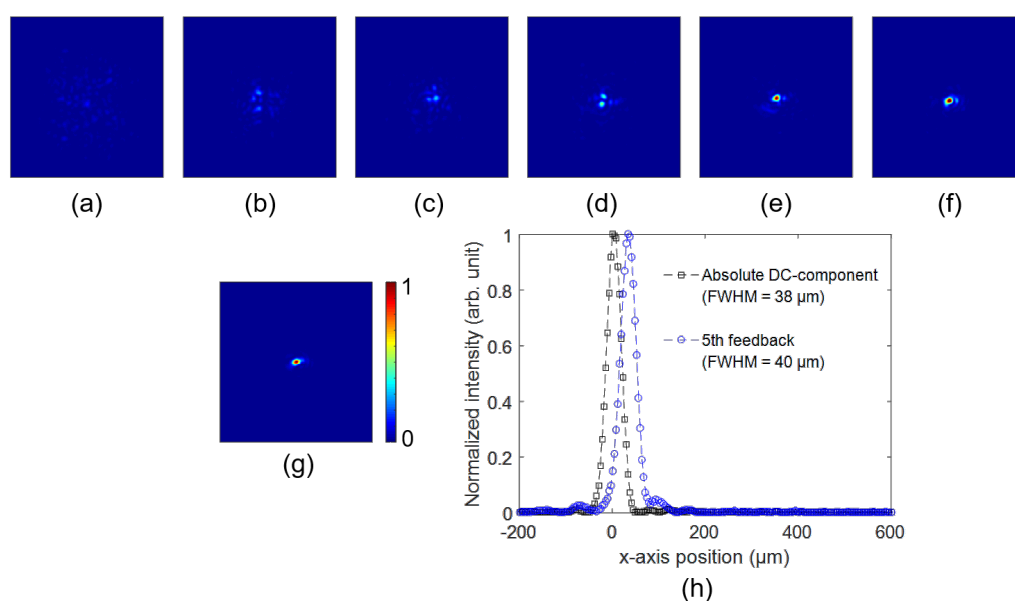 (a)
(b)
(c)
(d)
(e)
(f)
1
0
(g)
Normalized intensity (arb. unit)
1
0.8
0.6
0.4
0.2
0
Absolute DC-component
(FWHM = 38 µm)
5th feedback
(FWHM = 40 µm)
-200
0
200
400
600
x-axis position (µm)
(h)